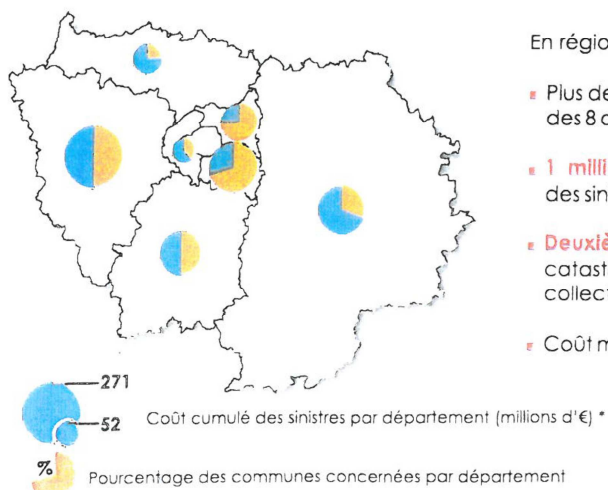 En régio
Plus de
des 8 c
1 milli
des sin
Deuxiè
catast
collect
Coût m
271
52
Coût cumulé des sinistres par département (millions d'€) *
%
Pourcentage des communes concernées par département